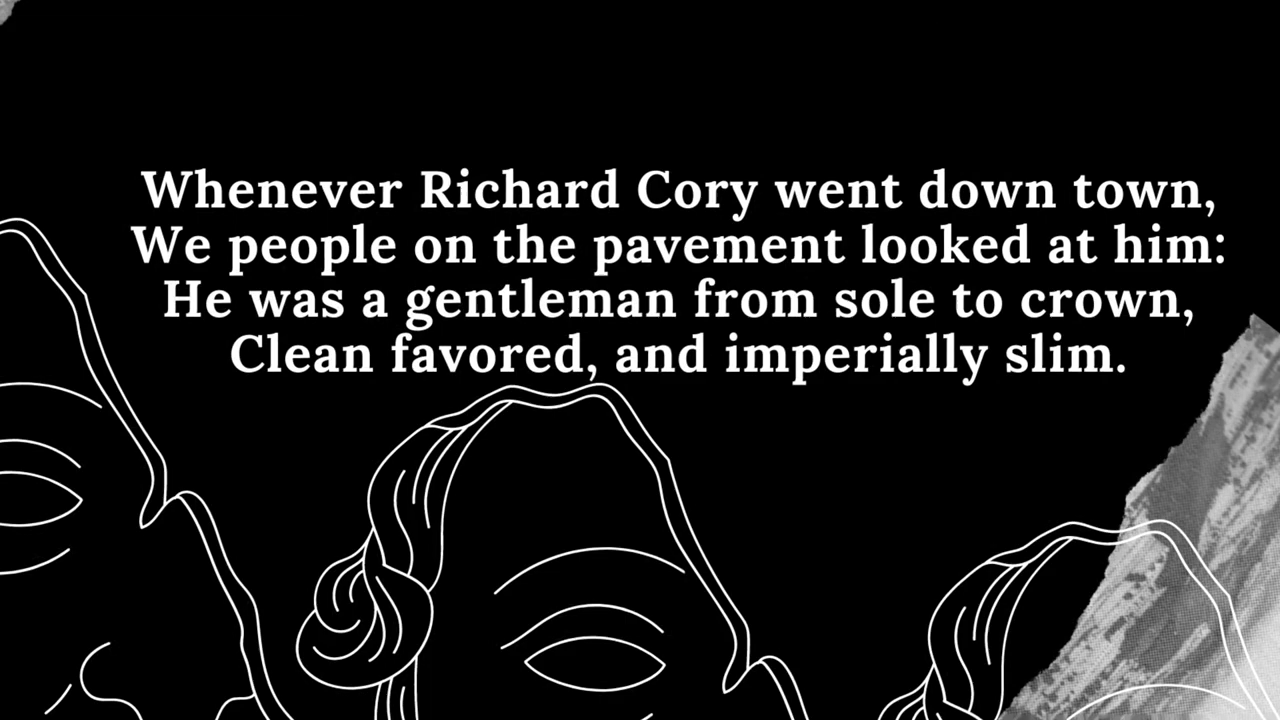 Whenever Richard Cory went down town,
We people on the pavement looked at him:
He was a gentleman from sole to crown,
Clean favored, and imperially slim.